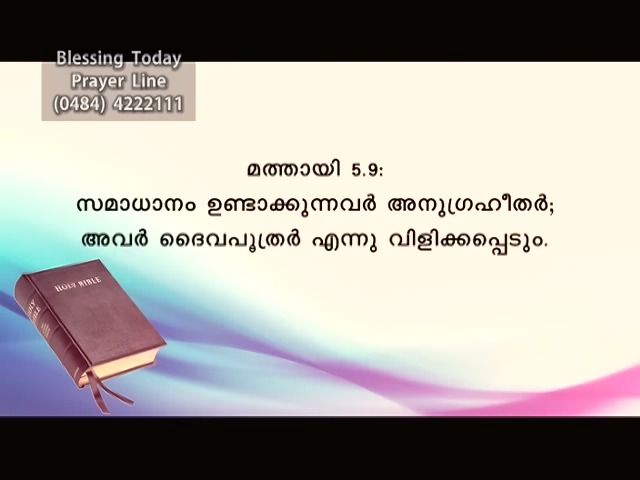 Blessing Today
Prayer Line
(0484) 4222111
മത്തായി 5.9:
സമാധാനം ഉണ്ടാക്കുന്നവർ അനുഗ്രഹീതർ;
അവർ ദൈവപൂത്രർ എന്നു വിളിക്കപ്പെടും.
HOLY BIBLE